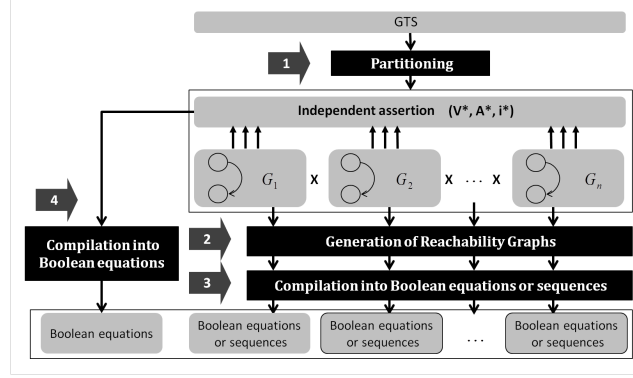 GTS
1
Partitioning
Independent assertion (V*, A*, i*)
G1 X G2 X ... X Gn
4
Compilation into
Boolean equations
2
Generation of Reachability Graphs
3
Compilation into Boolean equations or sequences
Boolean equations
Boolean equations
or sequences
Boolean equations
or sequences
...
Boolean equations
or sequences